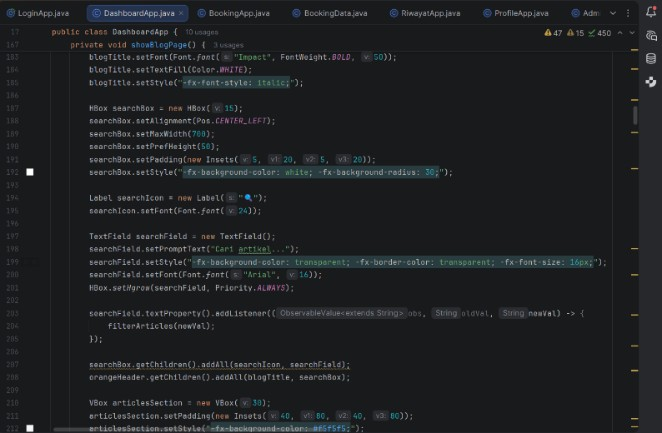 LoginApp.java DashboardApp.java × BookingApp.java BookingData.java RiwayatApp.java ProfileApp.java Adm
17 public class DashboardApp { 10 usages 47 15 450
167 private void showBlogPage() { 3 usages
183 blogTitle.setFont(Font.font( v: "Impact", FontWeight.BOLD, v2: 50));
184 blogTitle.setTextFill(Color.WHITE);
185 blogTitle.setStyle("-fx-font-style: italic;");
187 HBox searchBox = new HBox( v: 15);
188 searchBox.setAlignment(Pos.CENTER_LEFT);
189 searchBox.setMaxWidth(700);
190 searchBox.setPrefHeight(50);
191 searchBox.setPadding(new Insets( v: 5, v1: 20, v2: 5, v3: 20));
192 searchBox.setStyle("-fx-background-color: white; -fx-background-radius: 30;");
194 Label searchIcon = new Label("🔍");
195 searchIcon.setFont(Font.font( v: 24));
197 TextField searchField = new TextField();
198 searchField.setPromptText("Cari artikel...");
199 searchField.setStyle("-fx-background-color: transparent; -fx-border-color: transparent; -fx-font-size: 16px;");
200 searchField.setFont(Font.font( v: "Arial", v1: 16));
201 HBox.setHgrow(searchField, Priority.ALWAYS);
203 searchField.textProperty().addListener(( ObservableValue<extends String> obs, String oldVal, String newVal) -> {
204 filterArticles(newVal);
205 });
207 searchBox.getChildren().addAll(searchIcon, searchField);
208 orangeHeader.getChildren().addAll(blogTitle, searchBox);
210 VBox articlesSection = new VBox( v: 30);
211 articlesSection.setPadding(new Insets( v: 40, v1: 80, v2: 40, v3: 80));
212 articlesSection.setStyle("-fx-background-color: #f5f5f5;");